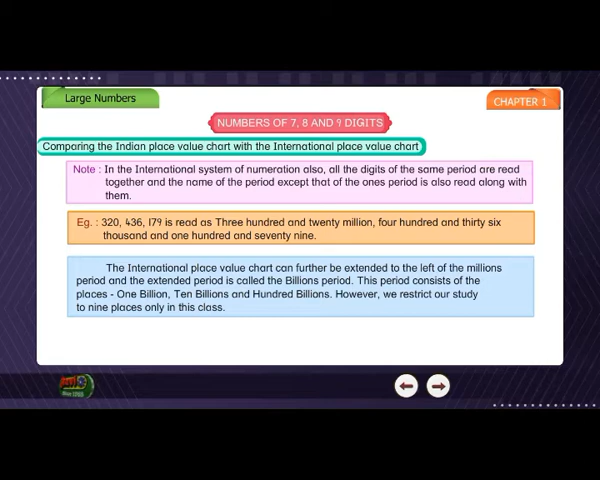 Large Numbers
CHAPTER 1
NUMBERS OF 7, 8 AND 9 DIGITS
Comparing the Indian place value chart with the International place value chart
Note : In the International system of numeration also, all the digits of the same period are read
together and the name of the period except that of the ones period is also read along with
them.
Eg. : 320, 436, 179 is read as Three hundred and twenty million, four hundred and thirty six
thousand and one hundred and seventy nine.
The International place value chart can further be extended to the left of the millions
period and the extended period is called the Billions period. This period consists of the
places - One Billion, Ten Billions and Hundred Billions. However, we restrict our study
to nine places only in this class.